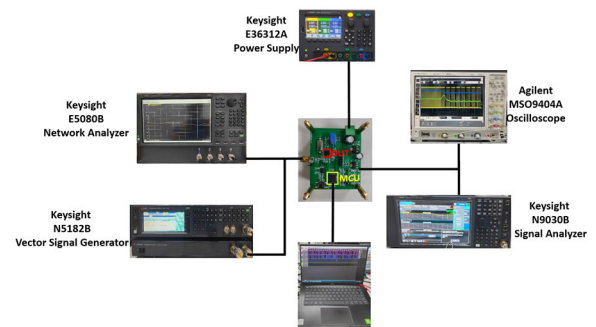 Keysight
E36312A
Power Supply
Keysight
E5080B
Network Analyzer
Agilent
MSO9404A
Oscilloscope
DUT
MCU
Keysight
N5182B
Vector Signal Generator
Keysight
N9030B
Signal Analyzer